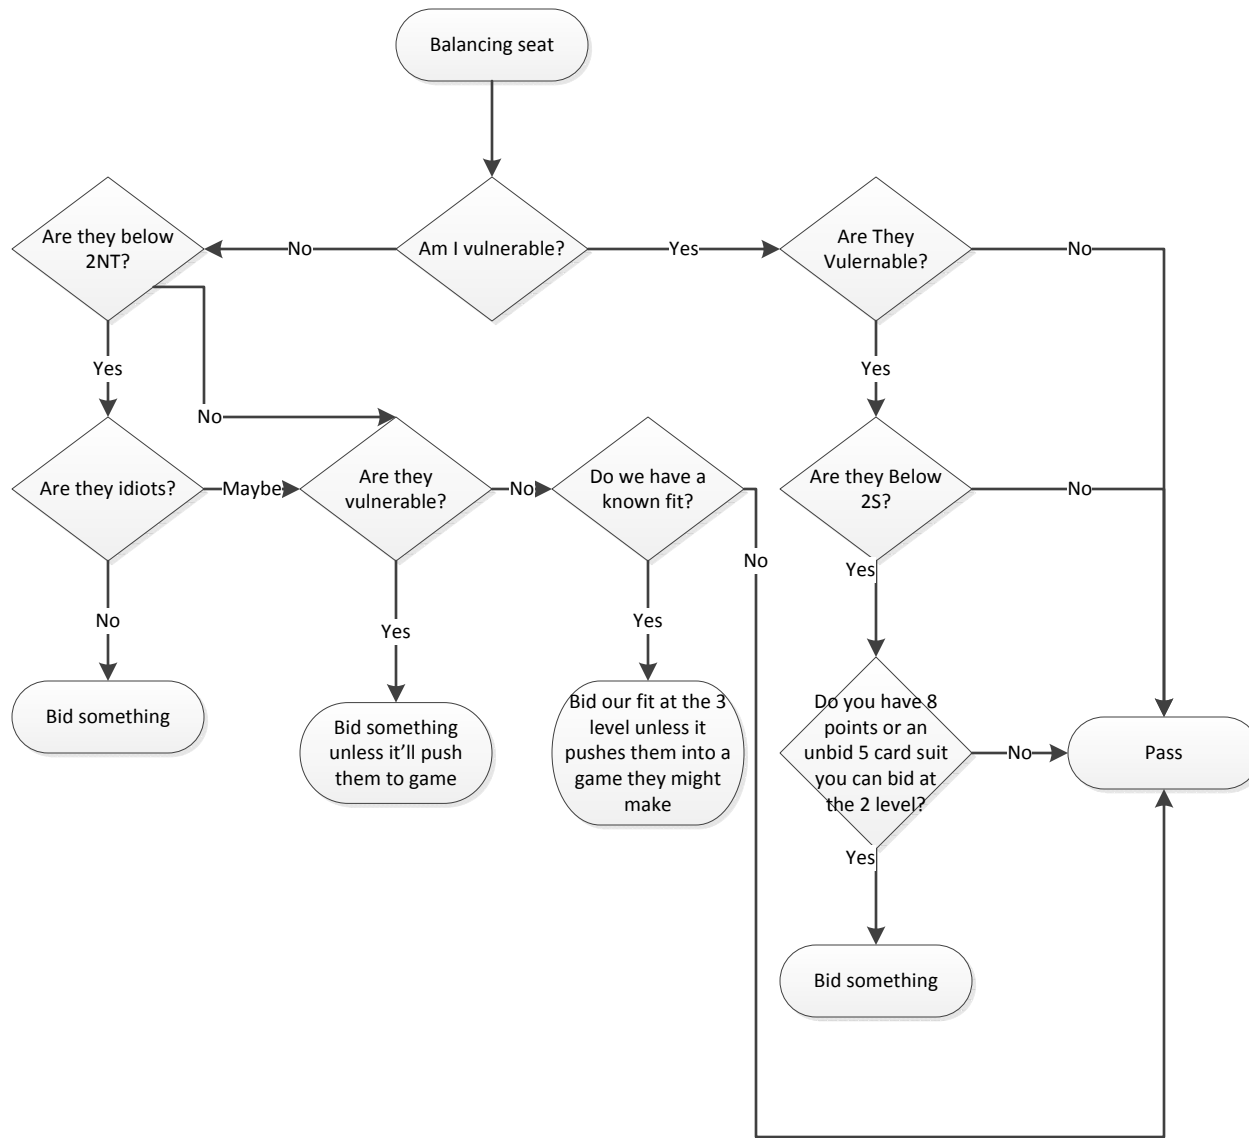 Balancing seat
Are they below
2NT?
No
Am I vulnerable?
Yes
Are They
Vulernable?
No
Yes
Yes
No
Are they idiots?
Maybe
Are they
vulnerable?
No
Do we have a
known fit?
Are they Below
2S?
No
No
Yes
No
Yes
Yes
Bid something
Bid something
unless it'll push
them to game
Bid our fit at the 3
level unless it
pushes them into a
game they might
make
Do you have 8
points or an
unbid 5 card suit
you can bid at
the 2 level?
No
Pass
Yes
Bid something